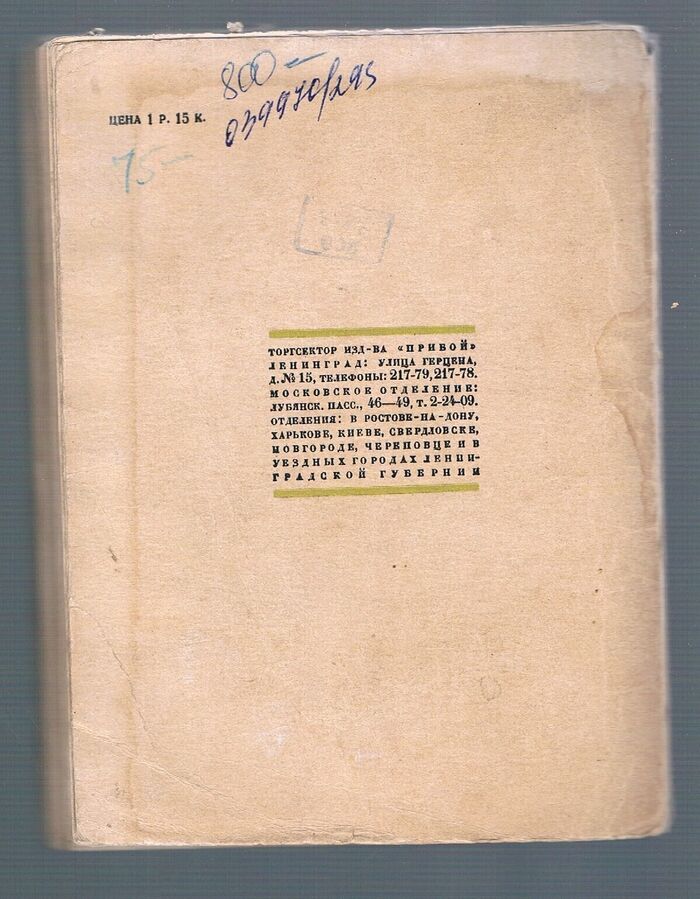 800 —
039970/293
ЦЕНА 1 Р. 15 К.
75 —
ТОРГСЕКТОР ИЗД-ВА «ПРИБОЙ»
ЛЕНИНГРАД: УЛИЦА ГЕРЦЕНА,
Д. № 15, ТЕЛЕФОНЫ: 217-79, 217-78.
МОСКОВСКОЕ ОТДЕЛЕНИЕ:
ЛУБЯНСК. ПАСС., 46—49, Т. 2-24-09.
ОТДЕЛЕНИЯ: В РОСТОВЕ-НА-ДОНУ,
ХАРЬКОВЕ, КИЕВЕ, СВЕРДЛОВСКЕ,
НОВГОРОДЕ, ЧЕРЕПОВЦЕ И В
УЕЗДНЫХ ГОРОДАХ ЛЕНИН-
ГРАДСКОЙ ГУБЕРНИИ